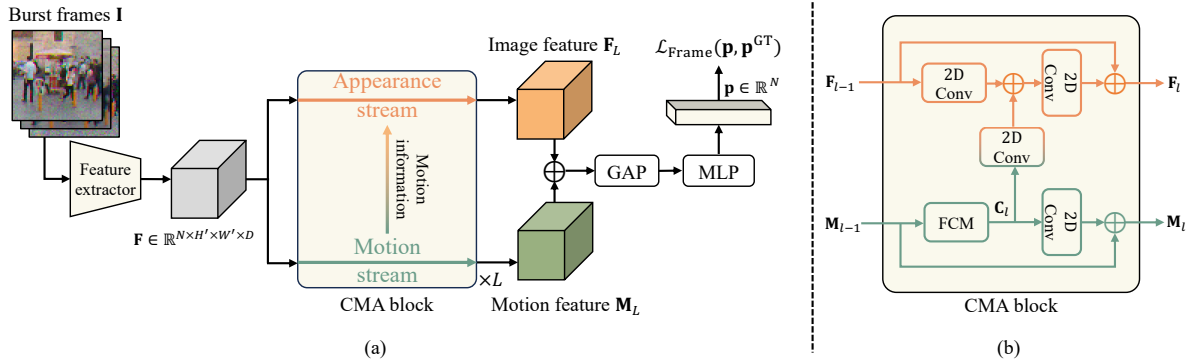 Burst frames I
Feature
extractor
F ∈ ℝ^{N×H′×W′×D}
Appearance
stream
Motion
information
Motion
stream
×L
CMA block
Image feature F_L
Motion feature M_L
GAP
MLP
ℒ_Frame(p, p^GT)
p ∈ ℝ^N
(a)
F_{l−1}
2D
Conv
2D
Conv
F_l
2D
Conv
C_l
M_{l−1}
FCM
2D
Conv
M_l
CMA block
(b)